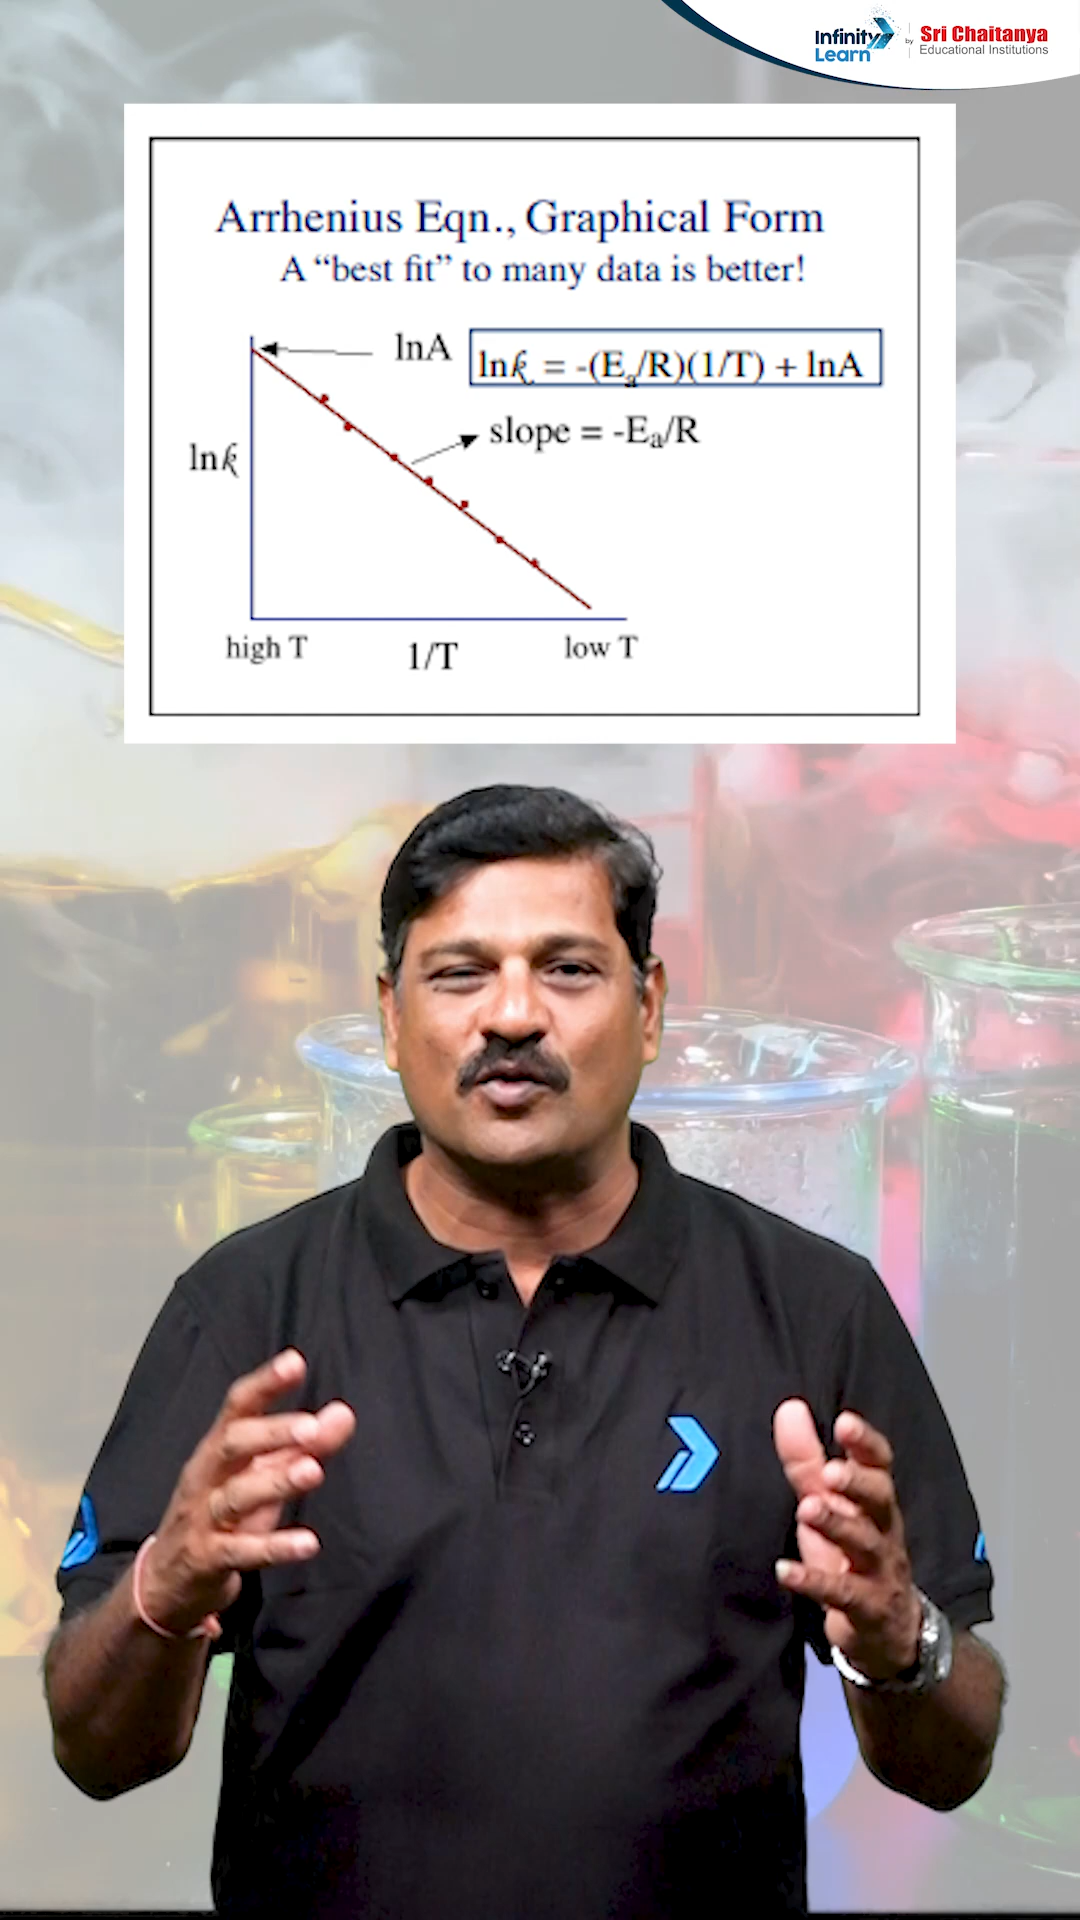 Infinity Learn by Sri Chaitanya
Educational Institutions
Arrhenius Eqn., Graphical Form
A “best fit” to many data is better!
lnA
lnk = -(Eₐ/R)(1/T) + lnA
slope = -Eₐ/R
lnk
high T
1/T
low T